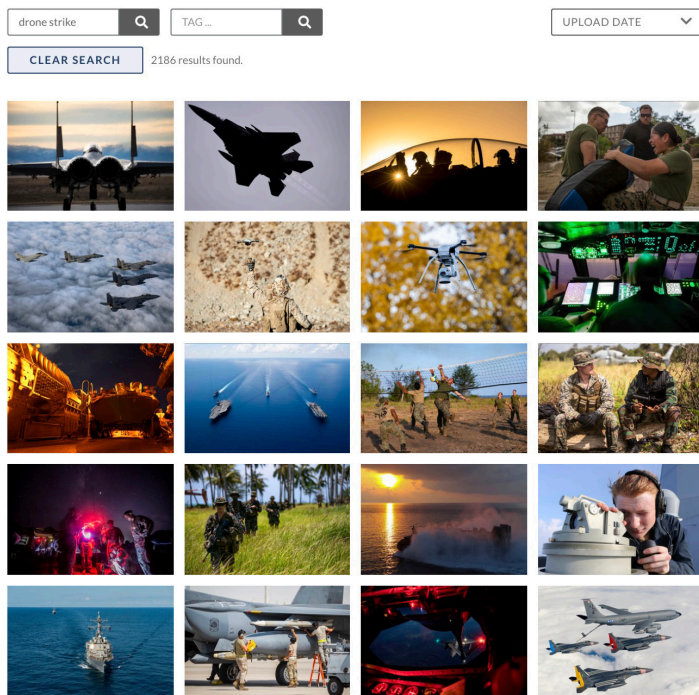 drone strike
TAG ...
UPLOAD DATE
CLEAR SEARCH
2186 results found.